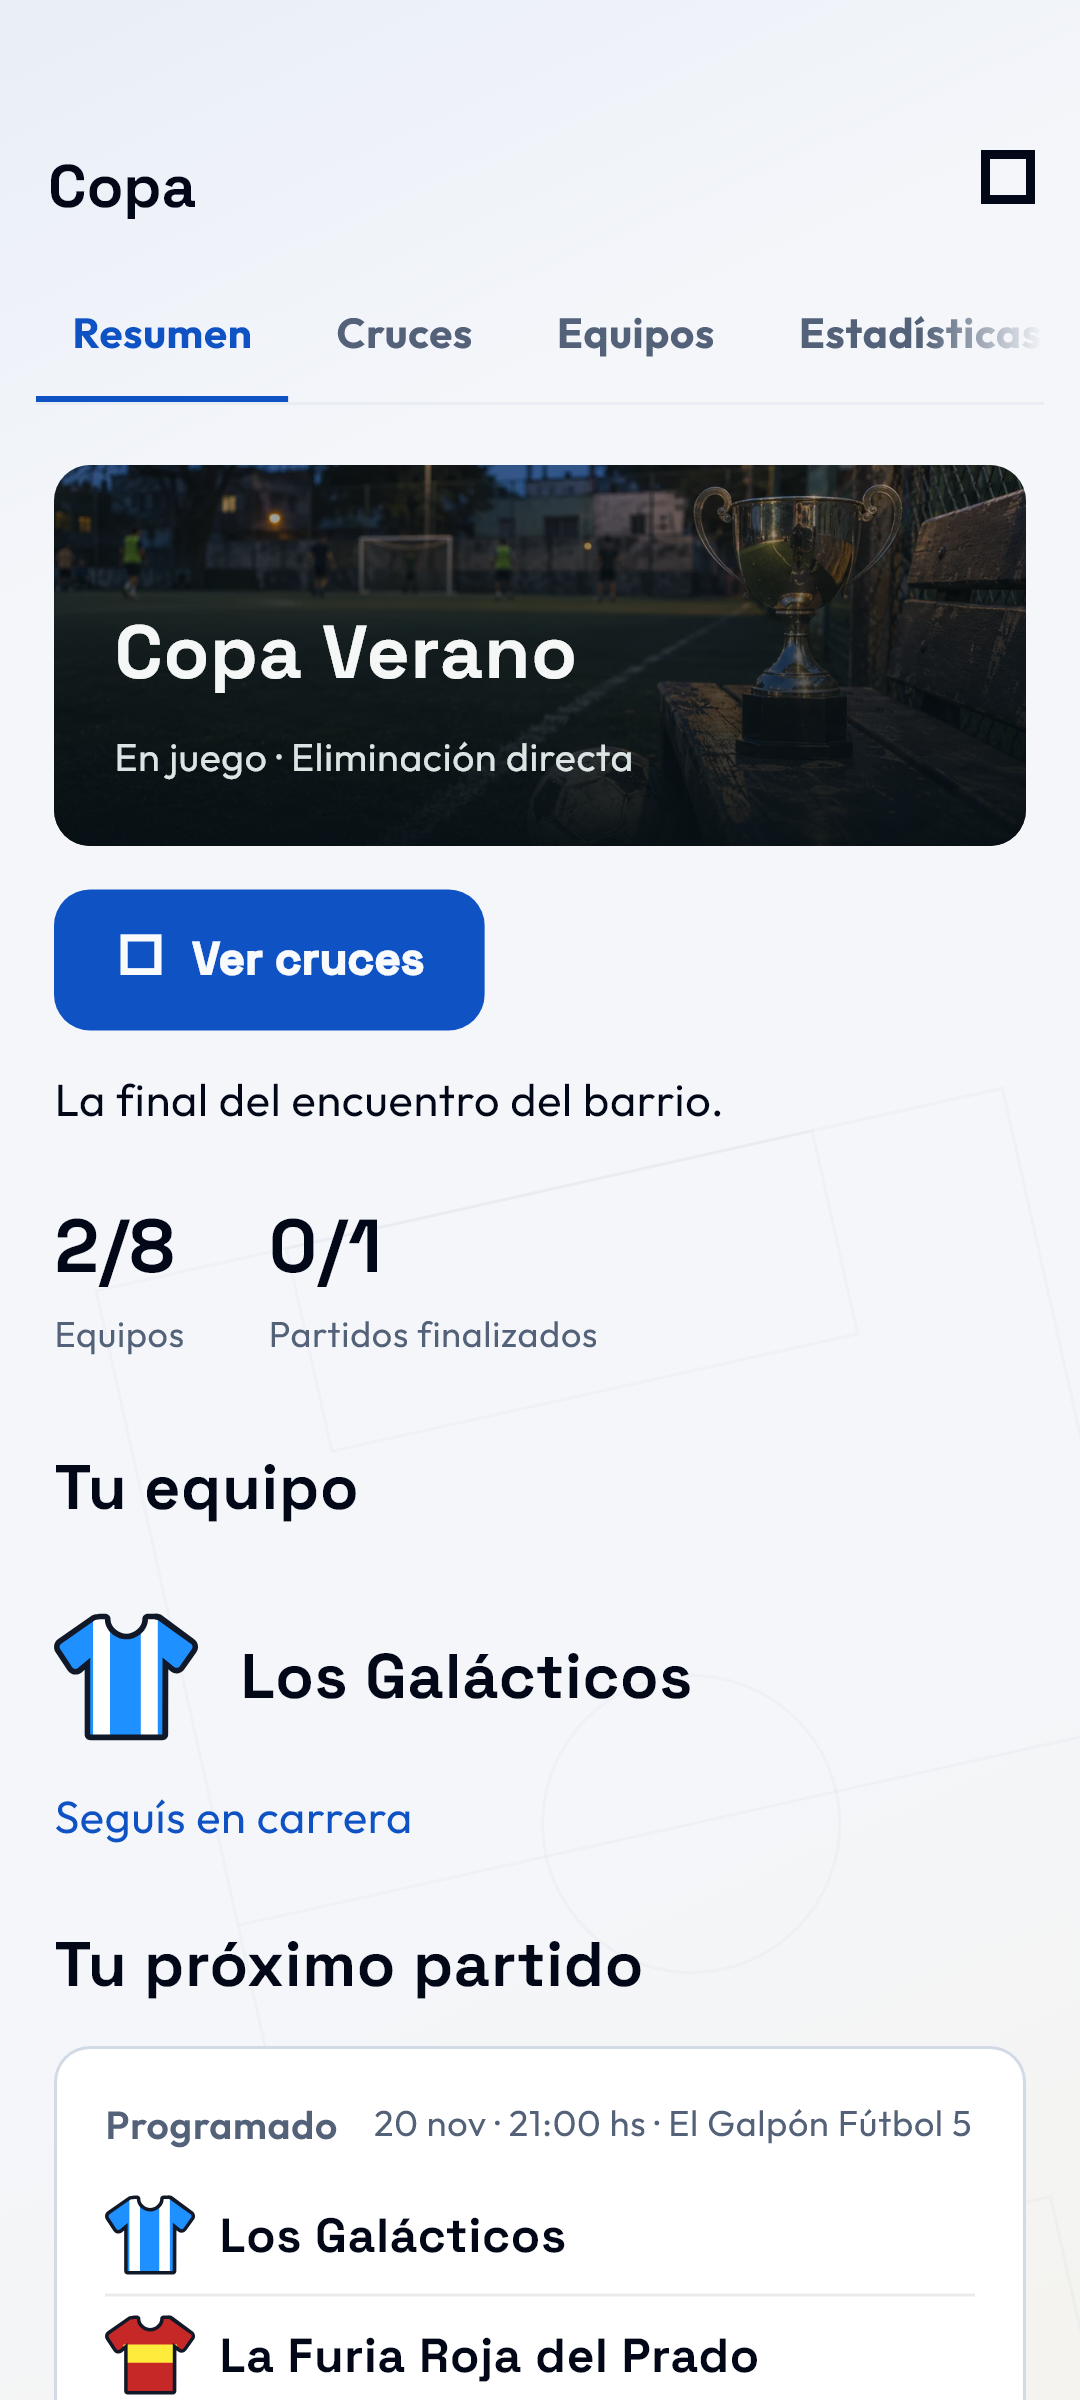 Copa
Resumen Cruces Equipos Estadísticas
Copa Verano
En juego · Eliminación directa
Ver cruces
La final del encuentro del barrio.
2/8 0/1
Equipos Partidos finalizados
Tu equipo
Los Galácticos
Seguís en carrera
Tu próximo partido
Programado 20 nov · 21:00 hs · El Galpón Fútbol 5
Los Galácticos
La Furia Roja del Prado